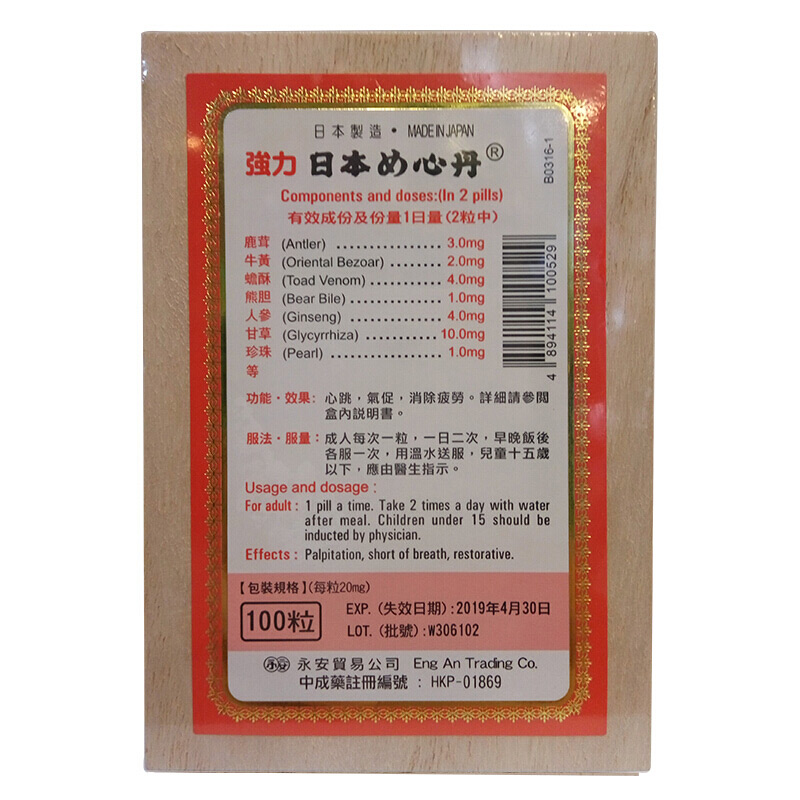 日本製造・MADE IN JAPAN
強力 日本め心丹®
B0316-1
Components and doses:(In 2 pills)
有效成份及份量1日量(2粒中)
鹿茸 (Antler) .................. 3.0mg
牛黃 (Oriental Bezoar) ......... 2.0mg
蟾酥 (Toad Venom) ............. 4.0mg
熊胆 (Bear Bile) ................ 1.0mg
人參 (Ginseng) ................ 4.0mg
甘草 (Glycyrrhiza) ............ 10.0mg
珍珠 (Pearl) .................... 1.0mg
等
4 894114 100529
功能・效果: 心跳,氣促,消除疲勞。詳細請參閱
盒內說明書。
服法・服量: 成人每次一粒,一日二次,早晚飯後
各服一次,用溫水送服,兒童十五歲
以下,應由醫生指示。
Usage and dosage :
For adult : 1 pill a time. Take 2 times a day with water
after meal. Children under 15 should be
inducted by physician.
Effects : Palpitation, short of breath, restorative.
【包裝規格】(每粒20mg)
100粒
EXP. (失效日期) :2019年4月30日
LOT. (批號) :W306102
永安 永安貿易公司 Eng An Trading Co.
中成藥註冊編號 : HKP-01869